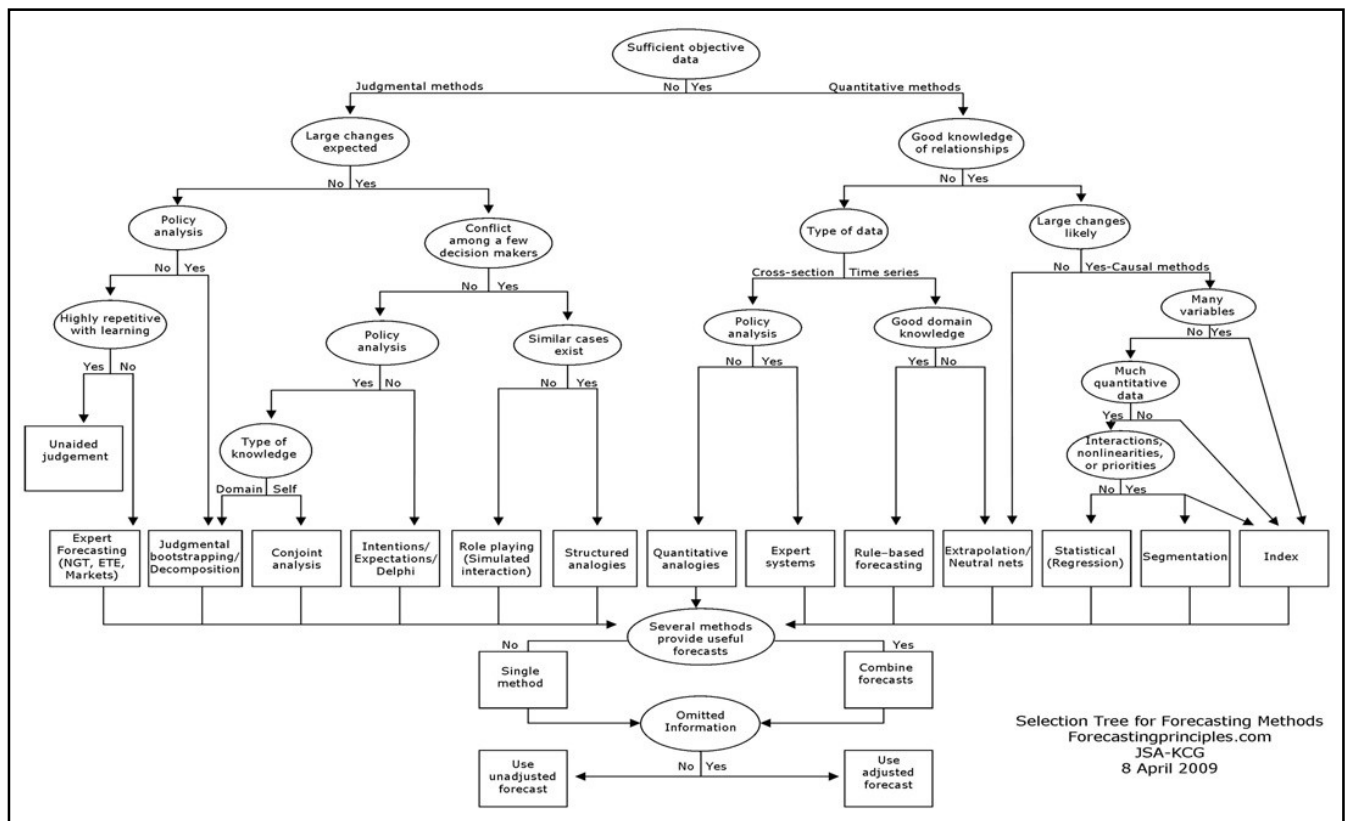 Sufficient objective
data
Judgmental methods
No Yes
Quantitative methods
Large changes
expected
Good knowledge
of relationships
No Yes
No Yes
Policy
analysis
Conflict
among a few
decision makers
Type of data
Large changes
likely
No Yes
No Yes
Cross-section Time series
No Yes-Causal methods
Highly repetitive
with learning
Policy
analysis
Similar cases
exist
Policy
analysis
Good domain
knowledge
Many
variables
Yes No
Yes No
No Yes
No Yes
Yes No
No Yes
Much
quantitative
data
Yes No
Unaided
judgement
Type of
knowledge
Interactions,
nonlinearities,
or priorities
Domain Self
No Yes
Expert
Forecasting
(NGT, ETE,
Markets)
Judgmental
bootstrapping/
Decomposition
Conjoint
analysis
Intentions/
Expectations/
Delphi
Role playing
(Simulated
interaction)
Structured
analogies
Quantitative
analogies
Expert
systems
Rule-based
forecasting
Extrapolation/
Neutral nets
Statistical
(Regression)
Segmentation
Index
Several methods
provide useful
forecasts
No
Yes
Single
method
Combine
forecasts
Omitted
Information
No Yes
Use
unadjusted
forecast
Use
adjusted
forecast
Selection Tree for Forecasting Methods
Forecastingprinciples.com
JSA-KCG
8 April 2009